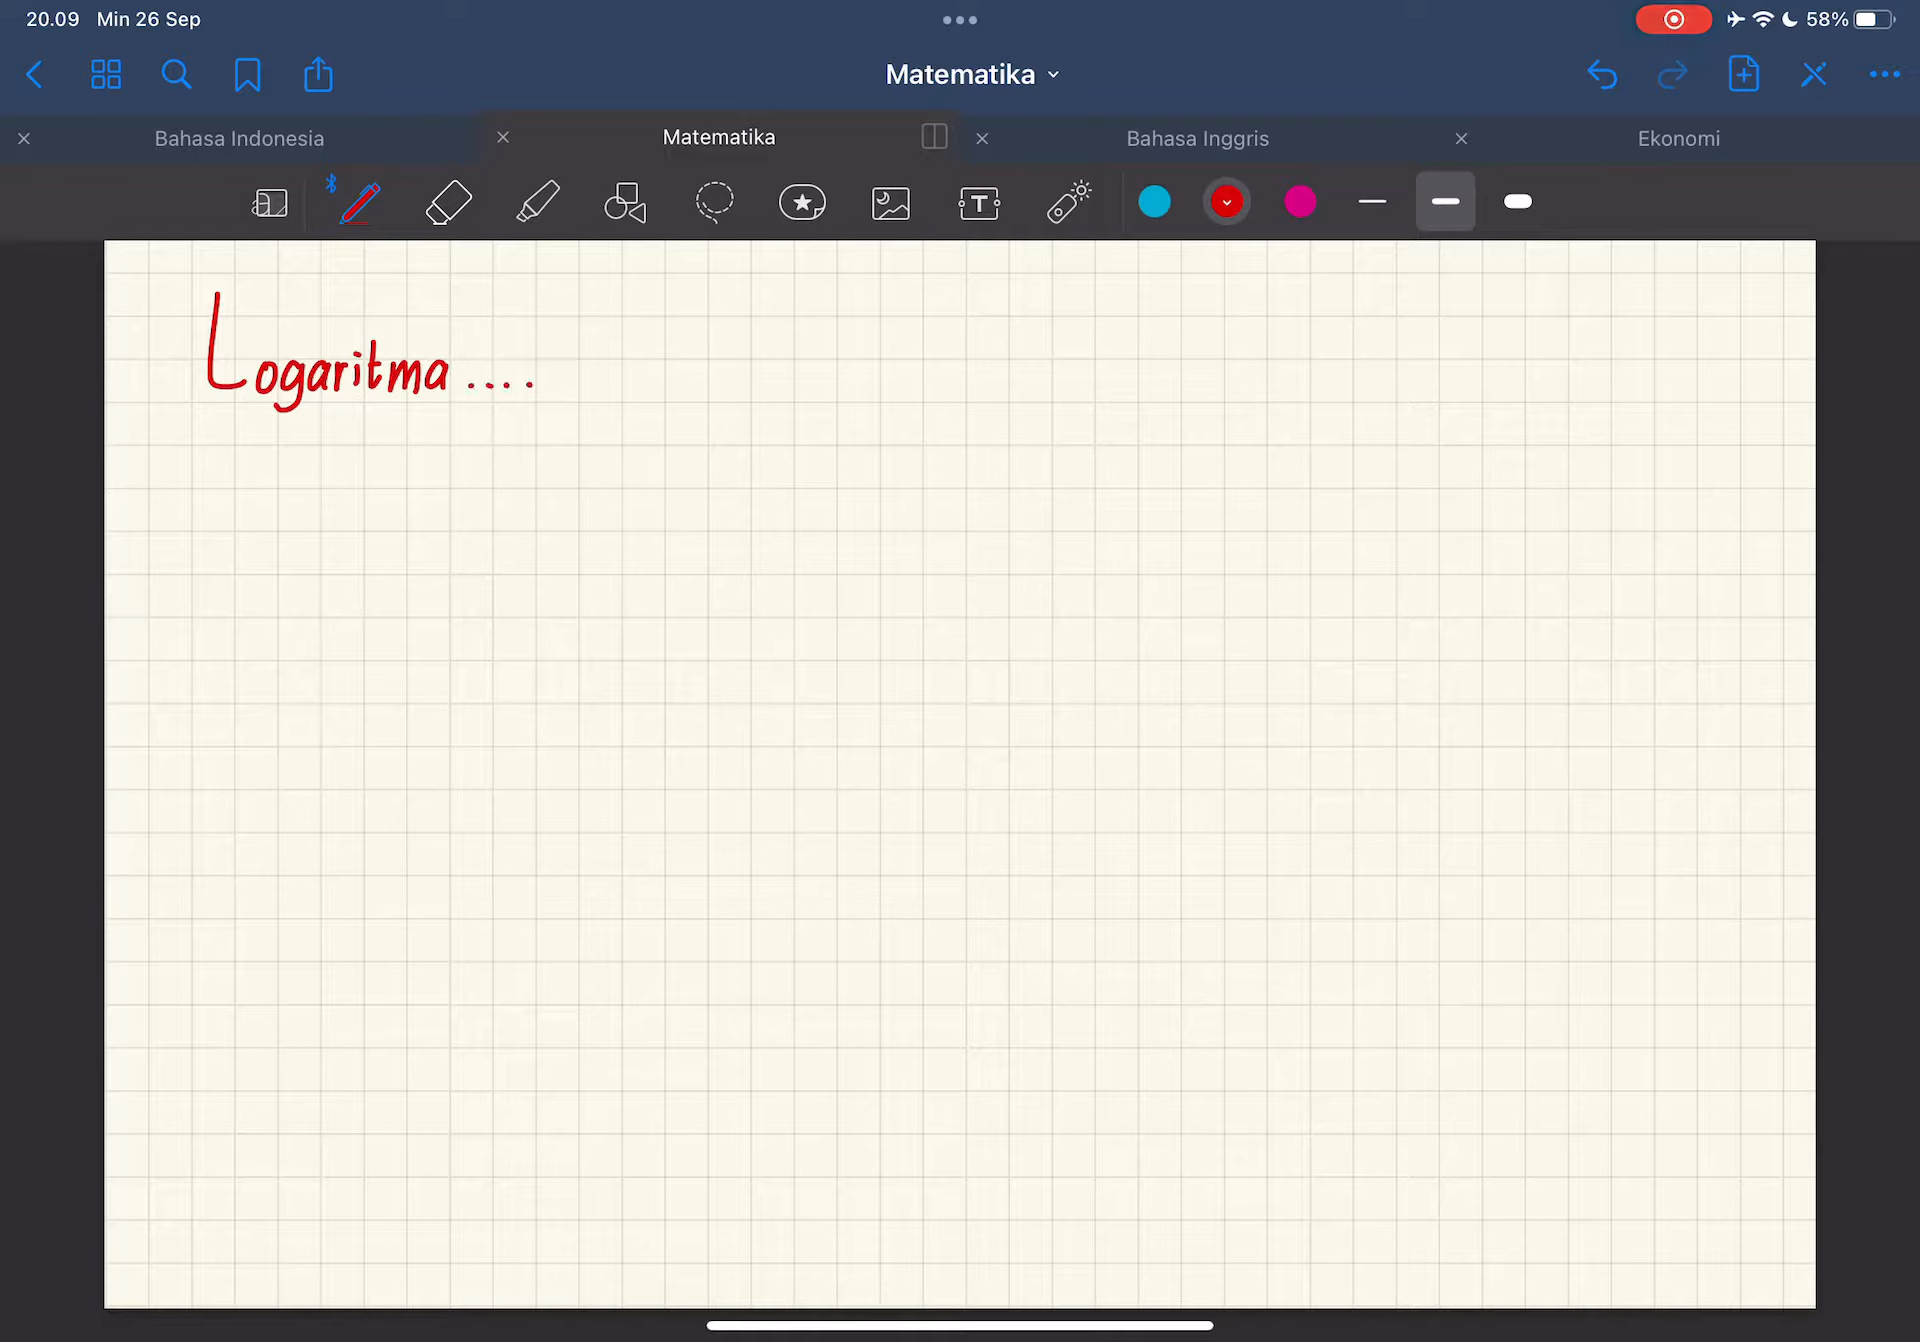 20.09 Min 26 Sep 58%
Matematika
Bahasa Indonesia Matematika Bahasa Inggris Ekonomi
T
Logaritma ....